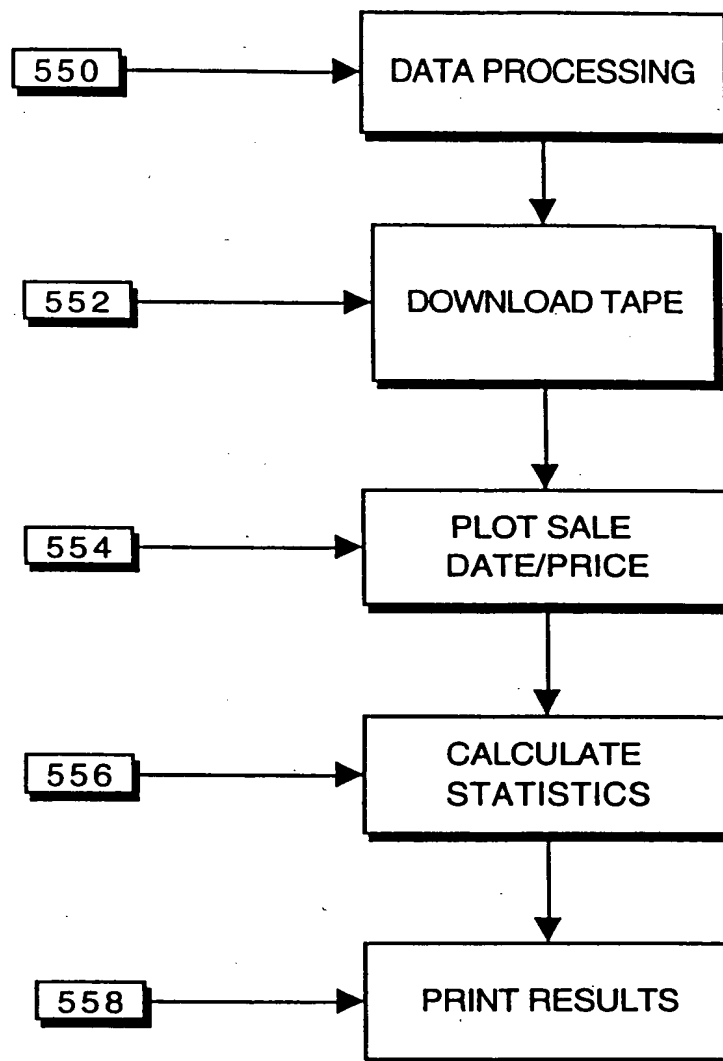 550
DATA PROCESSING
552
DOWNLOAD TAPE
554
PLOT SALE
DATE/PRICE
556
CALCULATE
STATISTICS
558
PRINT RESULTS